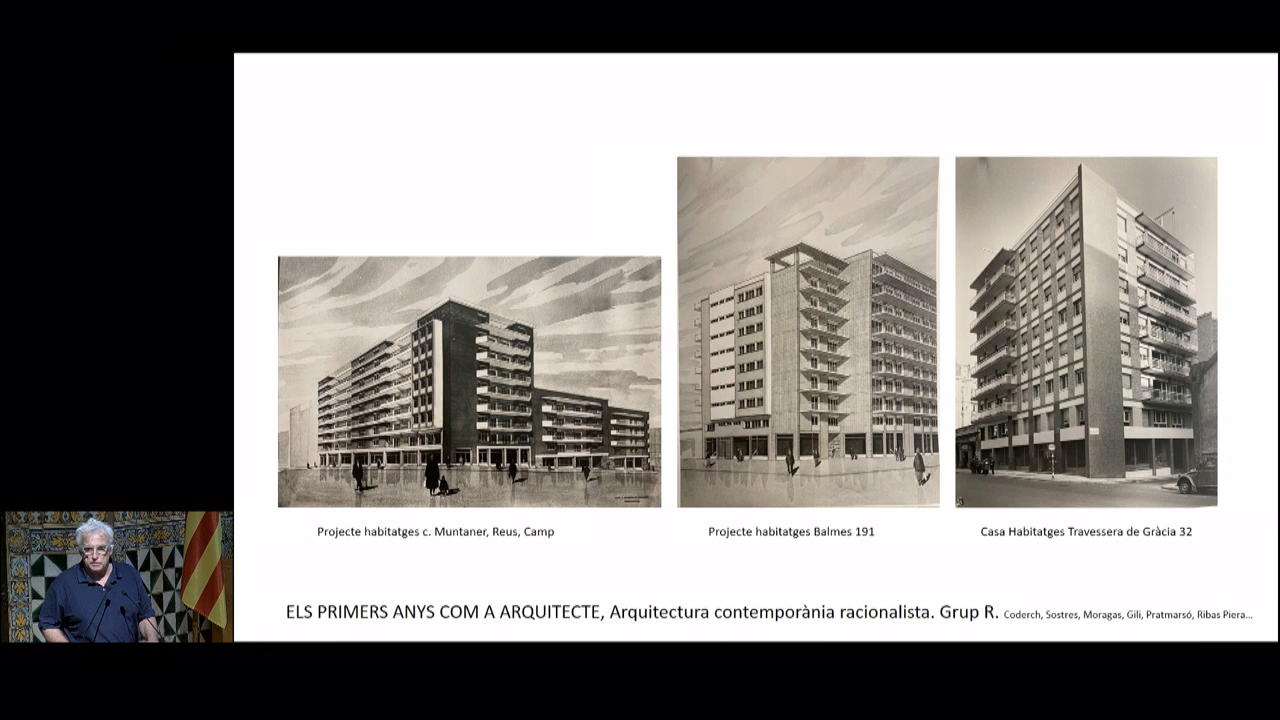 Projecte habitatges c. Muntaner, Reus, Camp
Projecte habitatges Balmes 191
Casa Habitatges Travessera de Gràcia 32
ELS PRIMERS ANYS COM A ARQUITECTE, Arquitectura contemporània racionalista. Grup R. Coderch, Sostres, Moragas, Gili, Pratmarsó, Ribas Piera...